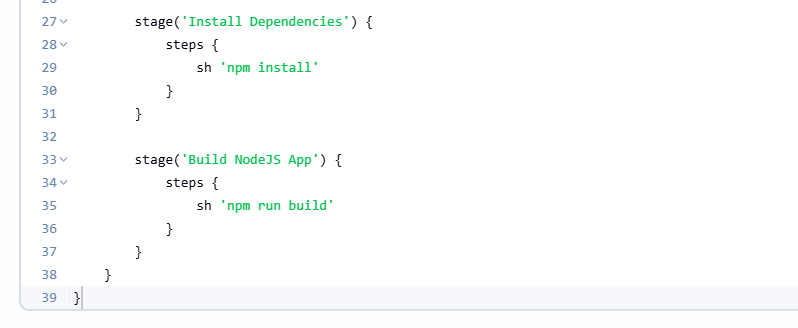 27 stage('Install Dependencies') {
28 steps {
29 sh 'npm install'
30 }
31 }
32
33 stage('Build NodeJS App') {
34 steps {
35 sh 'npm run build'
36 }
37 }
38 }
39 }